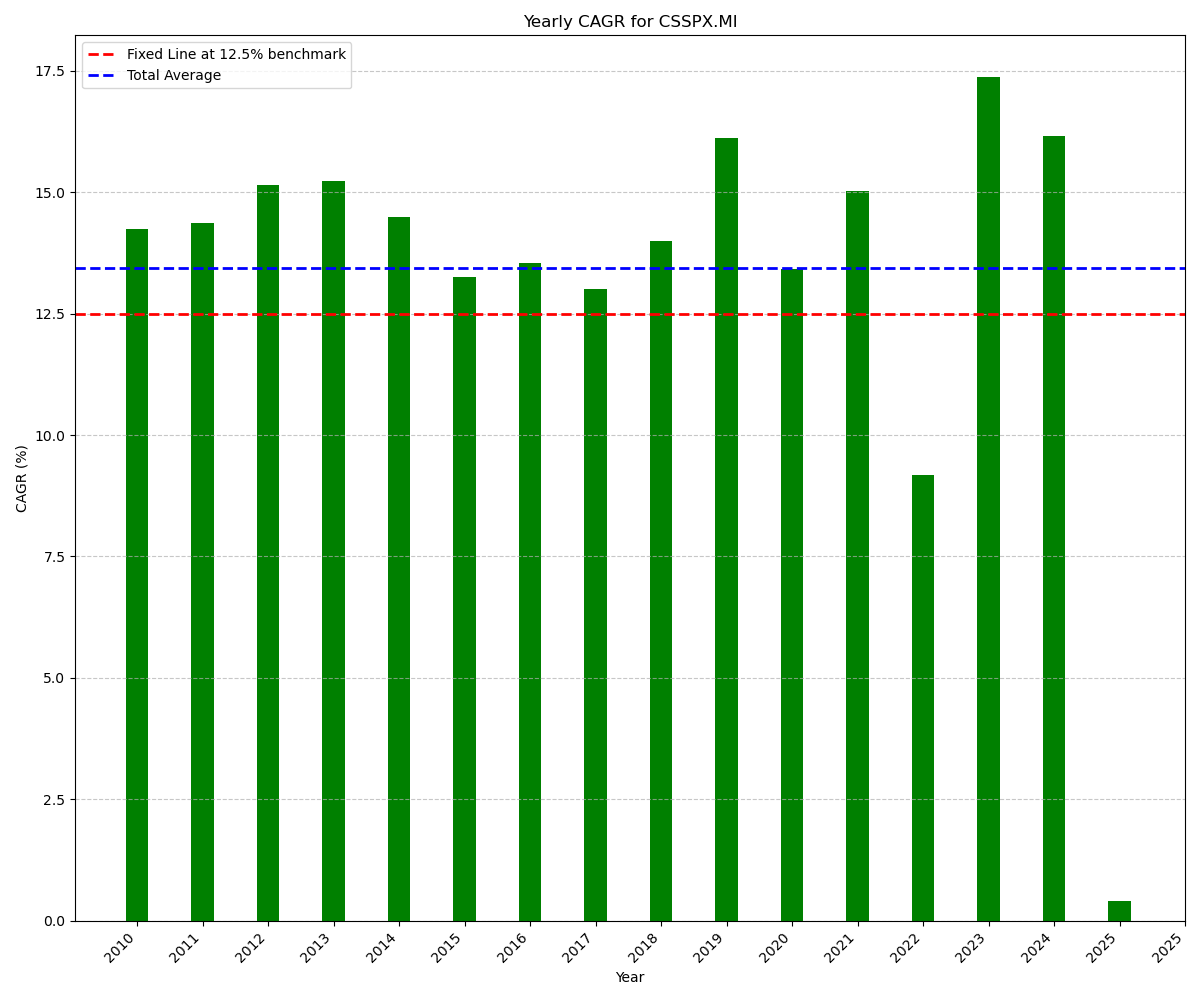 Yearly CAGR for CSSPX.MI
Fixed Line at 12.5% benchmark
Total Average
17.5
15.0
12.5
10.0
7.5
5.0
2.5
0.0
CAGR (%)
2010 2011 2012 2013 2014 2015 2016 2017 2018 2019 2020 2021 2022 2023 2024 2025 2025
Year